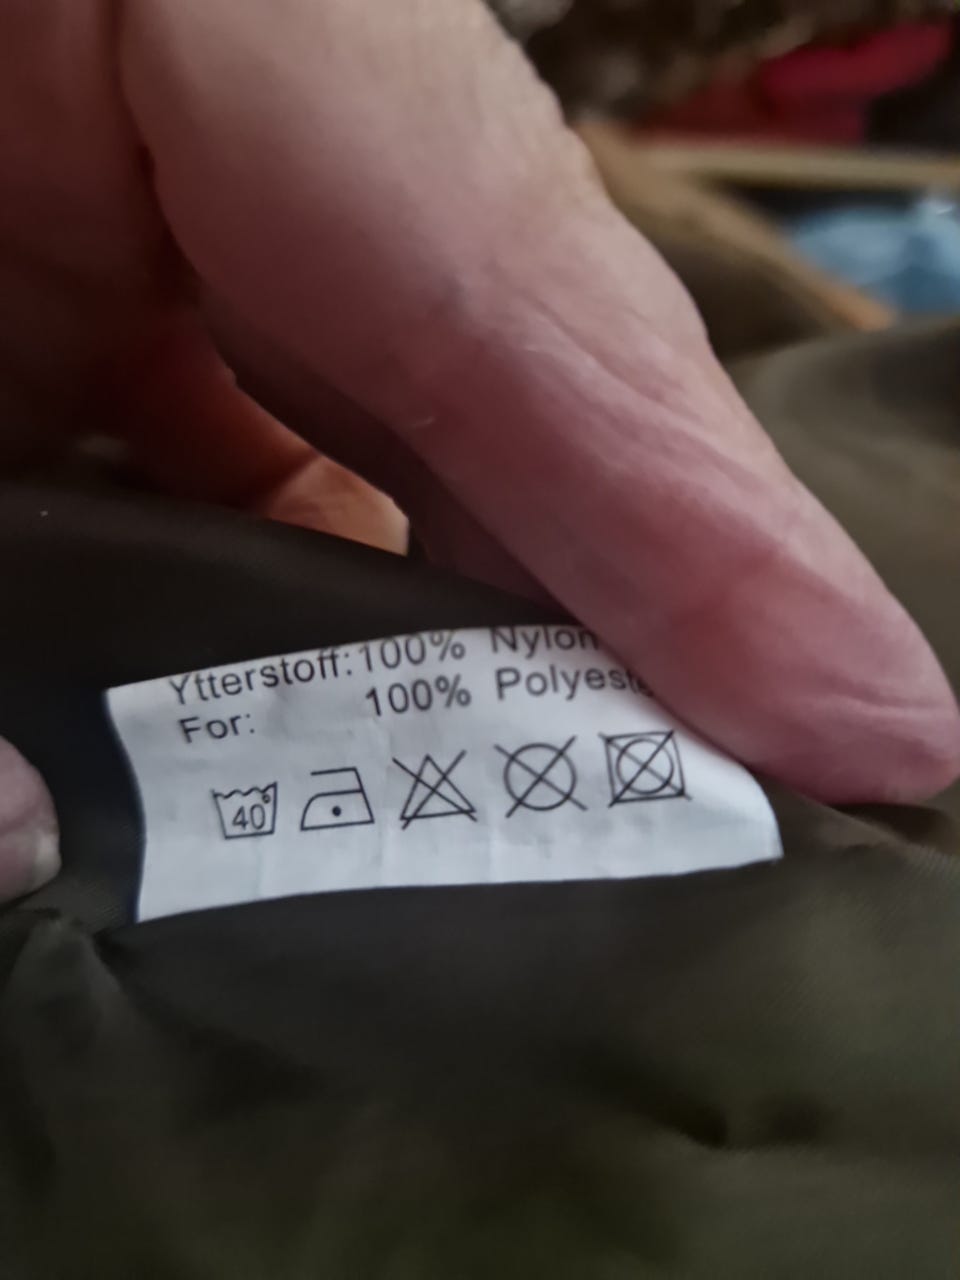 Ytterstoff: 100% Nylon
For: 100% Polyeste
40°